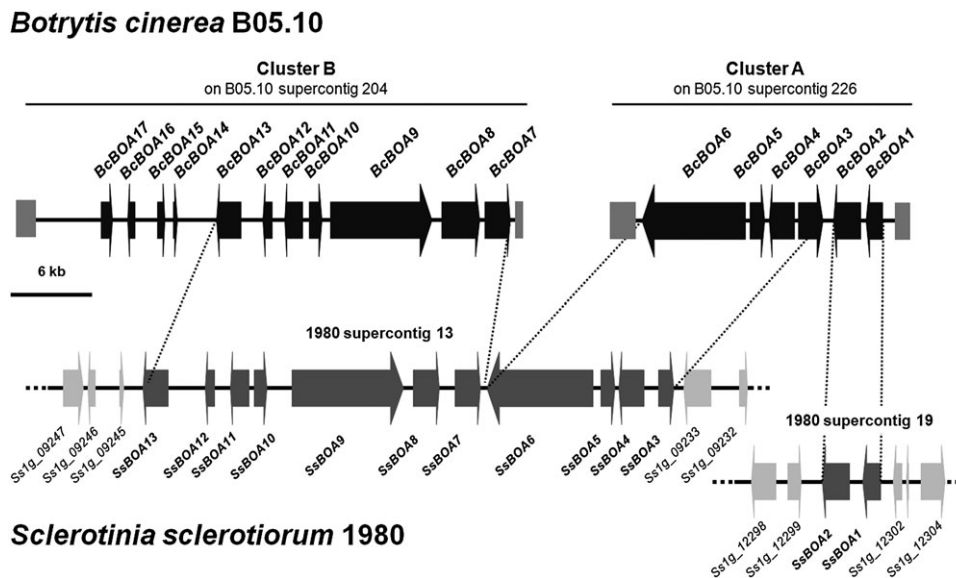 Botrytis cinerea B05.10
Cluster B
on B05.10 supercontig 204
Cluster A
on B05.10 supercontig 226
BcBOA17
BcBOA16
BcBOA15
BcBOA14
BcBOA13
BcBOA12
BcBOA11
BcBOA10
BcBOA9
BcBOA8
BcBOA7
BcBOA6
BcBOA5
BcBOA4
BcBOA3
BcBOA2
BcBOA1
6 kb
1980 supercontig 13
Ss1g_09247
Ss1g_09246
Ss1g_09245
SsBOA13
SsBOA12
SsBOA11
SsBOA10
SsBOA9
SsBOA8
SsBOA7
SsBOA6
SsBOA5
SsBOA4
SsBOA3
Ss1g_09233
Ss1g_09232
1980 supercontig 19
Ss1g_12298
Ss1g_12299
SsBOA2
SsBOA1
Ss1g_12302
Ss1g_12304
Sclerotinia sclerotiorum 1980